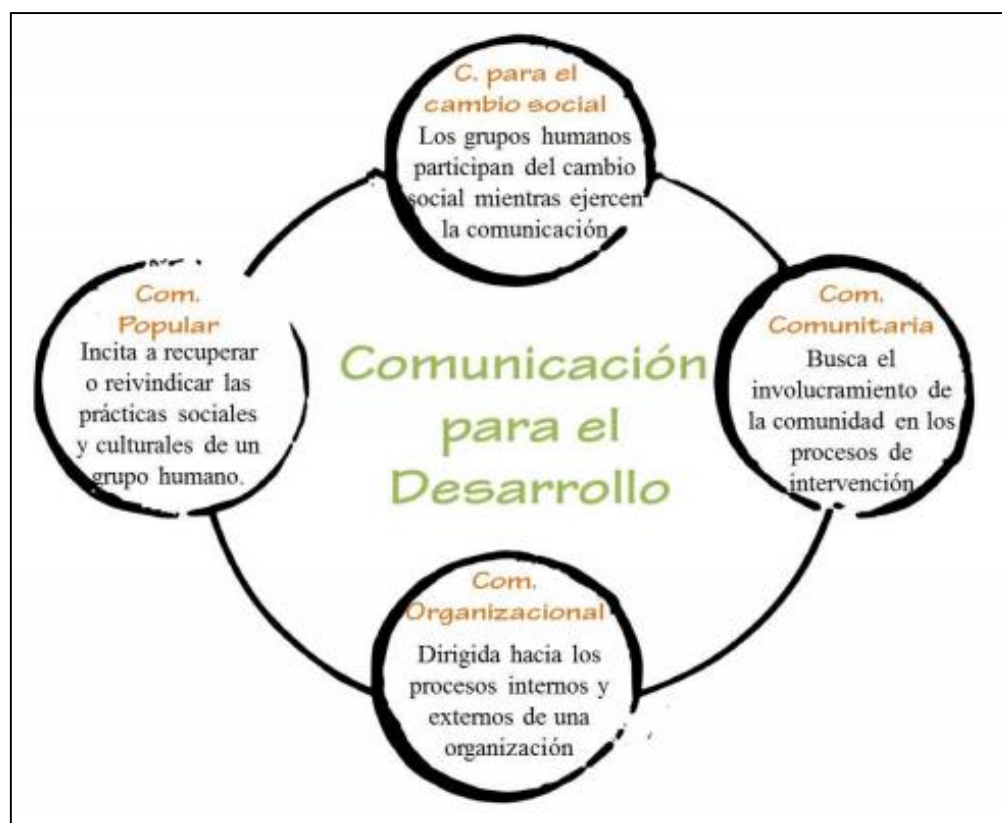 C. para el
cambio social
Los grupos humanos
participan del cambio
social mientras ejercen
la comunicación
Com.
Popular
Incita a recuperar
o reivindicar las
prácticas sociales
y culturales de un
grupo humano.
Comunicación
para el
Desarrollo
Com.
Comunitaria
Busca el
involucramiento de
la comunidad en los
procesos de
intervención
Com.
Organizacional
Dirigida hacia los
procesos internos y
externos de una
organización